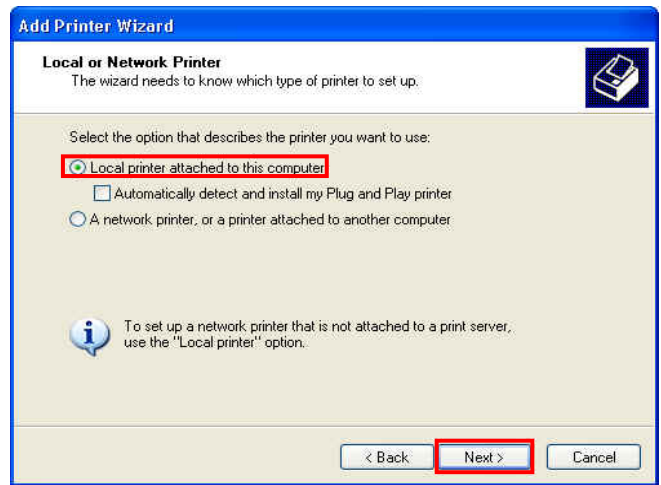 Add Printer Wizard
Local or Network Printer
The wizard needs to know which type of printer to set up.
Select the option that describes the printer you want to use:
Local printer attached to this computer
Automatically detect and install my Plug and Play printer
A network printer, or a printer attached to another computer
To set up a network printer that is not attached to a print server,
use the "Local printer" option.
< Back Next > Cancel